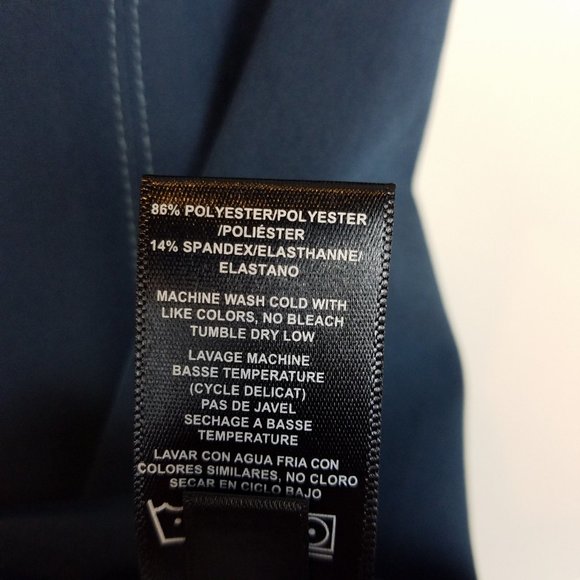 86% POLYESTER/POLYESTER
/POLIÉSTER
14% SPANDEX/ELASTHANNE/
ELASTANO
MACHINE WASH COLD WITH
LIKE COLORS, NO BLEACH
TUMBLE DRY LOW
LAVAGE MACHINE
BASSE TEMPERATURE
(CYCLE DELICAT)
PAS DE JAVEL
SECHAGE A BASSE
TEMPERATURE
LAVAR CON AGUA FRIA CON
COLORES SIMILARES, NO CLORO
SECAR EN CICLO BAJO